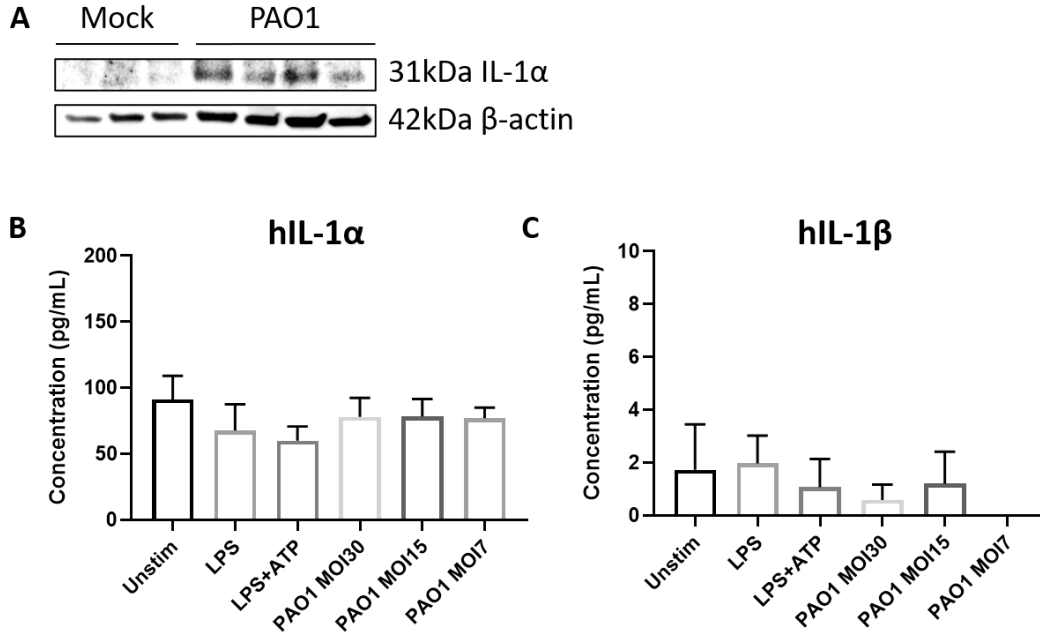 A
Mock PAO1
31kDa IL-1α
42kDa β-actin
B
hIL-1α
Concentration (pg/mL)
200
150
100
50
0
Unstim
LPS
LPS+ATP
PAO1 MOI30
PAO1 MOI15
PAO1 MOI7
C
hIL-1β
Concentration (pg/mL)
10
8
6
4
2
0
Unstim
LPS
LPS+ATP
PAO1 MOI30
PAO1 MOI15
PAO1 MOI7